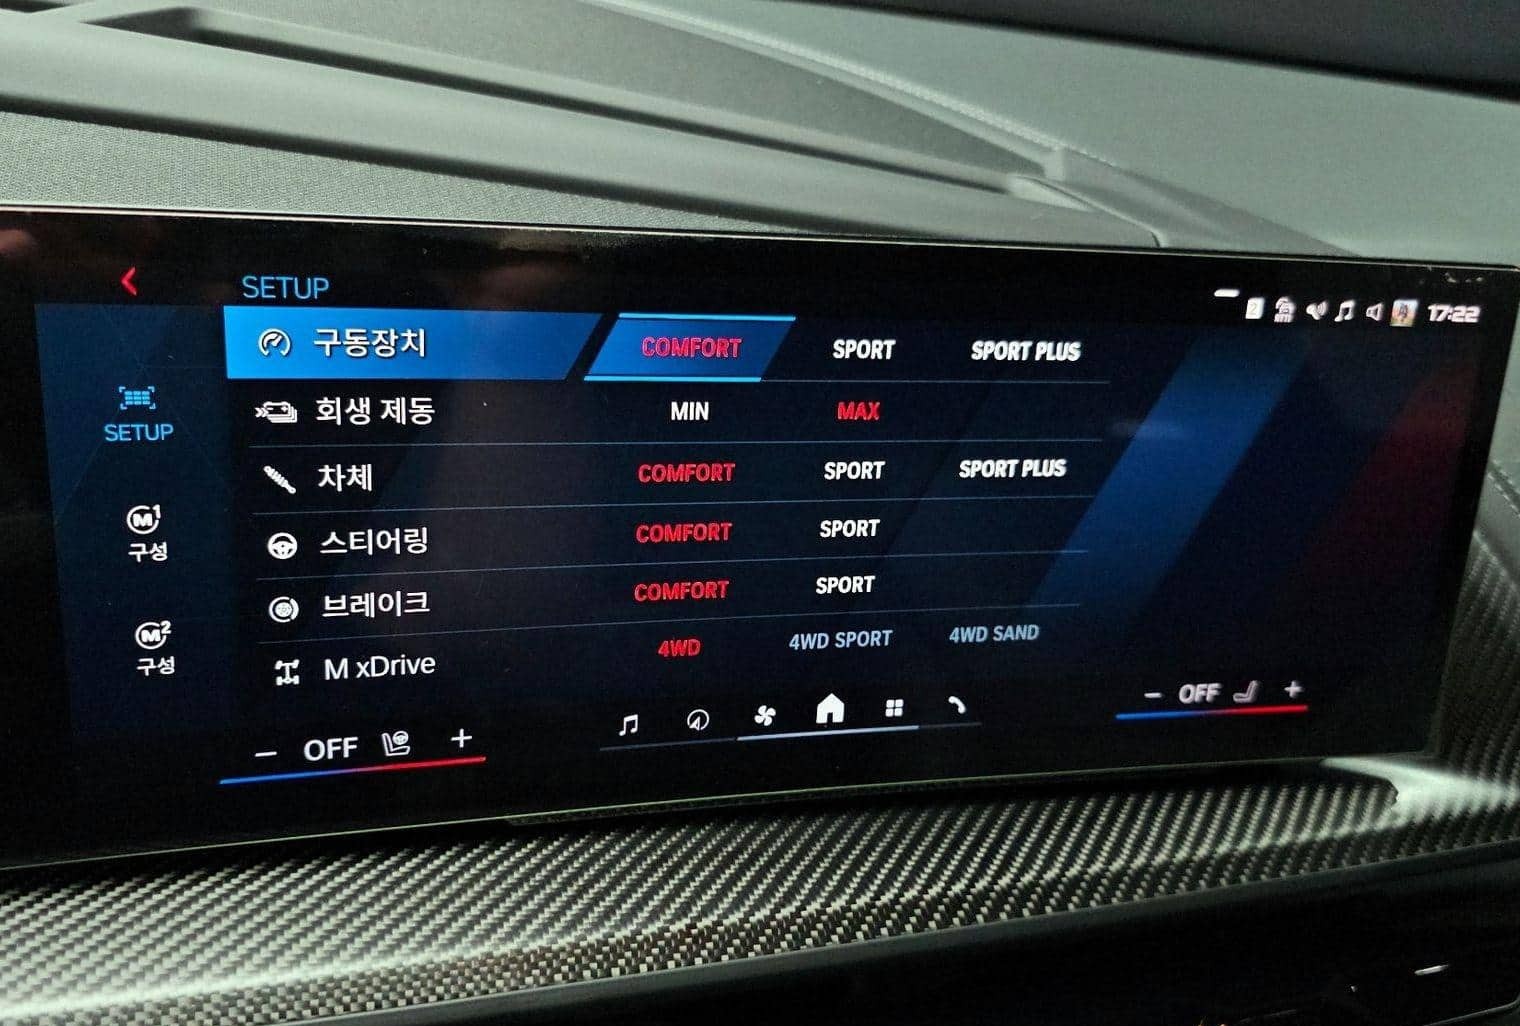 SETUP
2 17:22
구동장치 COMFORT SPORT SPORT PLUS
회생 제동 MIN MAX
SETUP
차체 COMFORT SPORT SPORT PLUS
M1
구성
스티어링 COMFORT SPORT
브레이크 COMFORT SPORT
M2
구성
M xDrive 4WD 4WD SPORT 4WD SAND
− OFF +
− OFF +